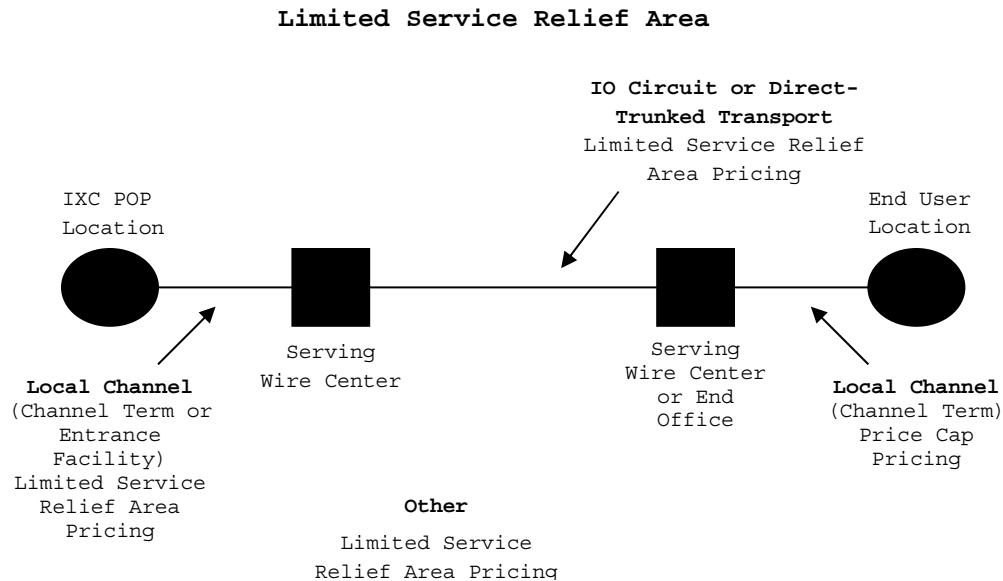 Limited Service Relief Area
IO Circuit or Direct-
Trunked Transport
Limited Service Relief
Area Pricing
IXC POP
Location
End User
Location
Serving
Wire Center
Serving
Wire Center
or End
Office
Local Channel
(Channel Term or
Entrance
Facility)
Limited Service
Relief Area
Pricing
Local Channel
(Channel Term)
Price Cap
Pricing
Other
Limited Service
Relief Area Pricing